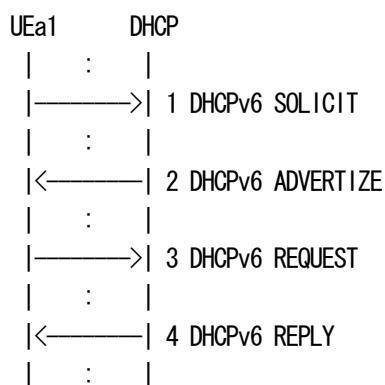 UEa1 DHCP
| : |
|-------->| 1 DHCPv6 SOLICIT
| : |
|<--------| 2 DHCPv6 ADVERTIZE
| : |
|-------->| 3 DHCPv6 REQUEST
| : |
|<--------| 4 DHCPv6 REPLY
| : |